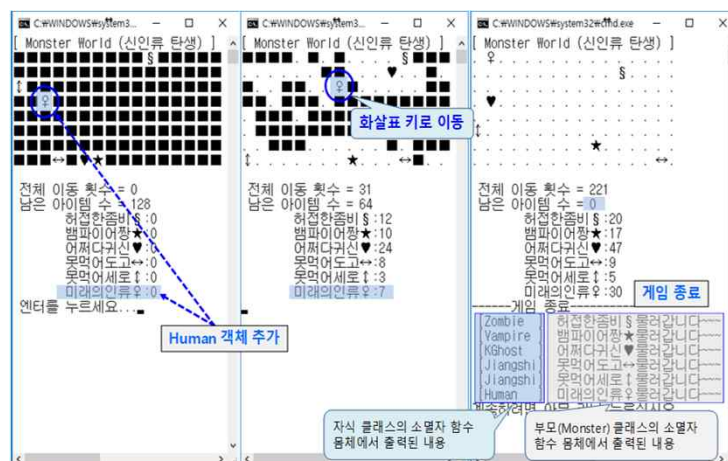 C:₩WINDOWS₩system3...
[ Monster World (신인류 탄생) ]
전체 이동 횟수 = 0
남은 아이템 수 = 128
허접한좀비§:0
뱀파이어짱★:0
어쩌다귀신♥:0
못먹어도고↔:0
못먹어세로↕:0
미래의인류♀:0
엔터를 누르세요...
Human 객체 추가
C:₩WINDOWS₩system3...
[ Monster World (신인류 탄생) ]
화살표 키로 이동
전체 이동 횟수 = 31
남은 아이템 수 = 64
허접한좀비§:12
뱀파이어짱★:10
어쩌다귀신♥:24
못먹어도고↔:8
못먹어세로↕:3
미래의인류♀:7
C:₩WINDOWS₩system32₩cmd.exe
[ Monster World (신인류 탄생) ]
전체 이동 횟수 = 221
남은 아이템 수 = 0
허접한좀비§:20
뱀파이어짱★:17
어쩌다귀신♥:47
못먹어도고↔:9
못먹어세로↕:5
미래의인류♀:30
게임 종료
------게임 종료------
Zombie 허접한좀비§물러갑니다~~~
Vampire 뱀파이어짱★물러갑니다~~~
KGhost 어쩌다귀신♥물러갑니다~~~
Jiangshi 못먹어도고↔물러갑니다~~~
Jiangshi 못먹어세로↕물러갑니다~~~
Human 미래의인류♀물러갑니다~~~
계속하려면 아무 키나 누르십시오
자식 클래스의 소멸자 함수
몸체에서 출력된 내용
부모(Monster) 클래스의 소멸자
함수 몸체에서 출력된 내용